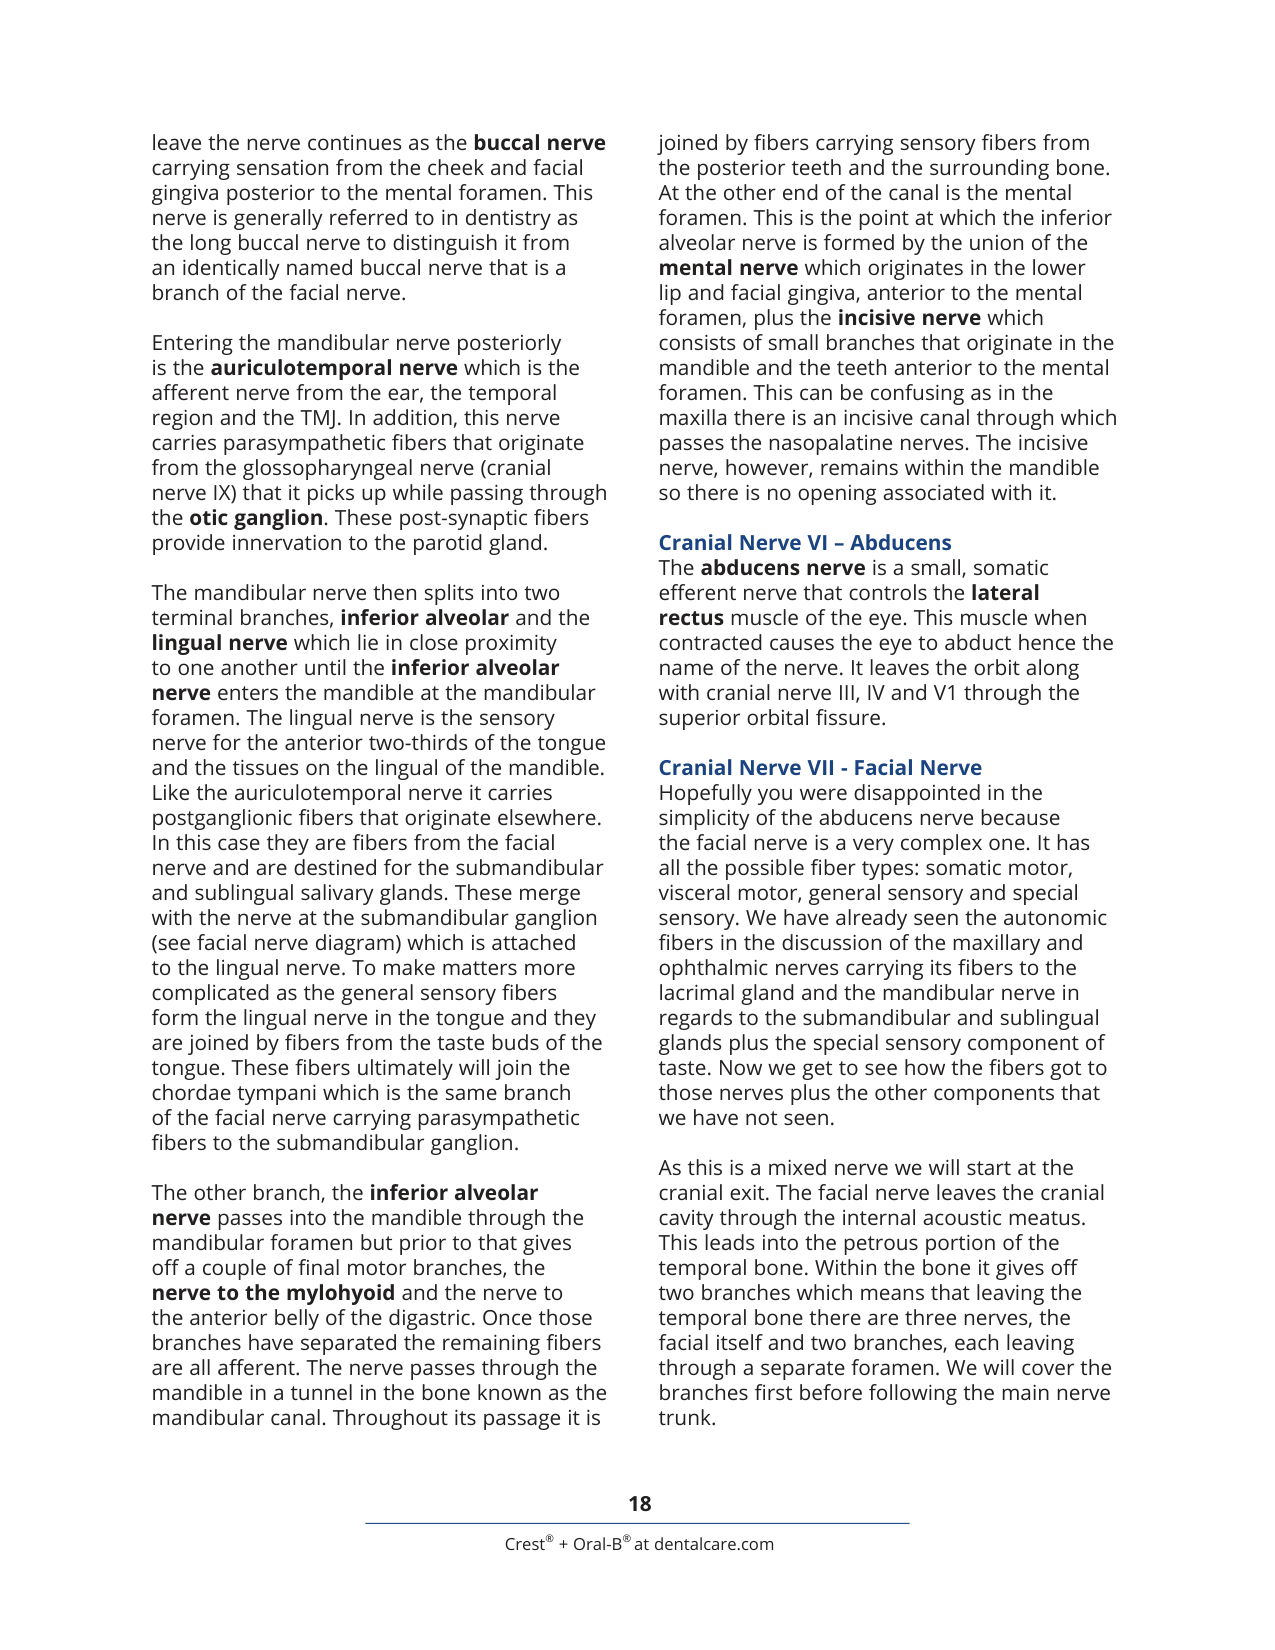 leave the nerve continues as the buccal nerve
carrying sensation from the cheek and facial
gingiva posterior to the mental foramen. This
nerve is generally referred to in dentistry as
the long buccal nerve to distinguish it from
an identically named buccal nerve that is a
branch of the facial nerve.
Entering the mandibular nerve posteriorly
is the auriculotemporal nerve which is the
afferent nerve from the ear, the temporal
region and the TMJ. In addition, this nerve
carries parasympathetic fibers that originate
from the glossopharyngeal nerve (cranial
nerve IX) that it picks up while passing through
the otic ganglion. These post-synaptic fibers
provide innervation to the parotid gland.
The mandibular nerve then splits into two
terminal branches, inferior alveolar and the
lingual nerve which lie in close proximity
to one another until the inferior alveolar
nerve enters the mandible at the mandibular
foramen. The lingual nerve is the sensory
nerve for the anterior two-thirds of the tongue
and the tissues on the lingual of the mandible.
Like the auriculotemporal nerve it carries
postganglionic fibers that originate elsewhere.
In this case they are fibers from the facial
nerve and are destined for the submandibular
and sublingual salivary glands. These merge
with the nerve at the submandibular ganglion
(see facial nerve diagram) which is attached
to the lingual nerve. To make matters more
complicated as the general sensory fibers
form the lingual nerve in the tongue and they
are joined by fibers from the taste buds of the
tongue. These fibers ultimately will join the
chordae tympani which is the same branch
of the facial nerve carrying parasympathetic
fibers to the submandibular ganglion.
The other branch, the inferior alveolar
nerve passes into the mandible through the
mandibular foramen but prior to that gives
off a couple of final motor branches, the
nerve to the mylohyoid and the nerve to
the anterior belly of the digastric. Once those
branches have separated the remaining fibers
are all afferent. The nerve passes through the
mandible in a tunnel in the bone known as the
mandibular canal. Throughout its passage it is
joined by fibers carrying sensory fibers from
the posterior teeth and the surrounding bone.
At the other end of the canal is the mental
foramen. This is the point at which the inferior
alveolar nerve is formed by the union of the
mental nerve which originates in the lower
lip and facial gingiva, anterior to the mental
foramen, plus the incisive nerve which
consists of small branches that originate in the
mandible and the teeth anterior to the mental
foramen. This can be confusing as in the
maxilla there is an incisive canal through which
passes the nasopalatine nerves. The incisive
nerve, however, remains within the mandible
so there is no opening associated with it.
Cranial Nerve VI – Abducens
The abducens nerve is a small, somatic
efferent nerve that controls the lateral
rectus muscle of the eye. This muscle when
contracted causes the eye to abduct hence the
name of the nerve. It leaves the orbit along
with cranial nerve III, IV and V1 through the
superior orbital fissure.
Cranial Nerve VII - Facial Nerve
Hopefully you were disappointed in the
simplicity of the abducens nerve because
the facial nerve is a very complex one. It has
all the possible fiber types: somatic motor,
visceral motor, general sensory and special
sensory. We have already seen the autonomic
fibers in the discussion of the maxillary and
ophthalmic nerves carrying its fibers to the
lacrimal gland and the mandibular nerve in
regards to the submandibular and sublingual
glands plus the special sensory component of
taste. Now we get to see how the fibers got to
those nerves plus the other components that
we have not seen.
As this is a mixed nerve we will start at the
cranial exit. The facial nerve leaves the cranial
cavity through the internal acoustic meatus.
This leads into the petrous portion of the
temporal bone. Within the bone it gives off
two branches which means that leaving the
temporal bone there are three nerves, the
facial itself and two branches, each leaving
through a separate foramen. We will cover the
branches first before following the main nerve
trunk.
18
Crest® + Oral-B® at dentalcare.com